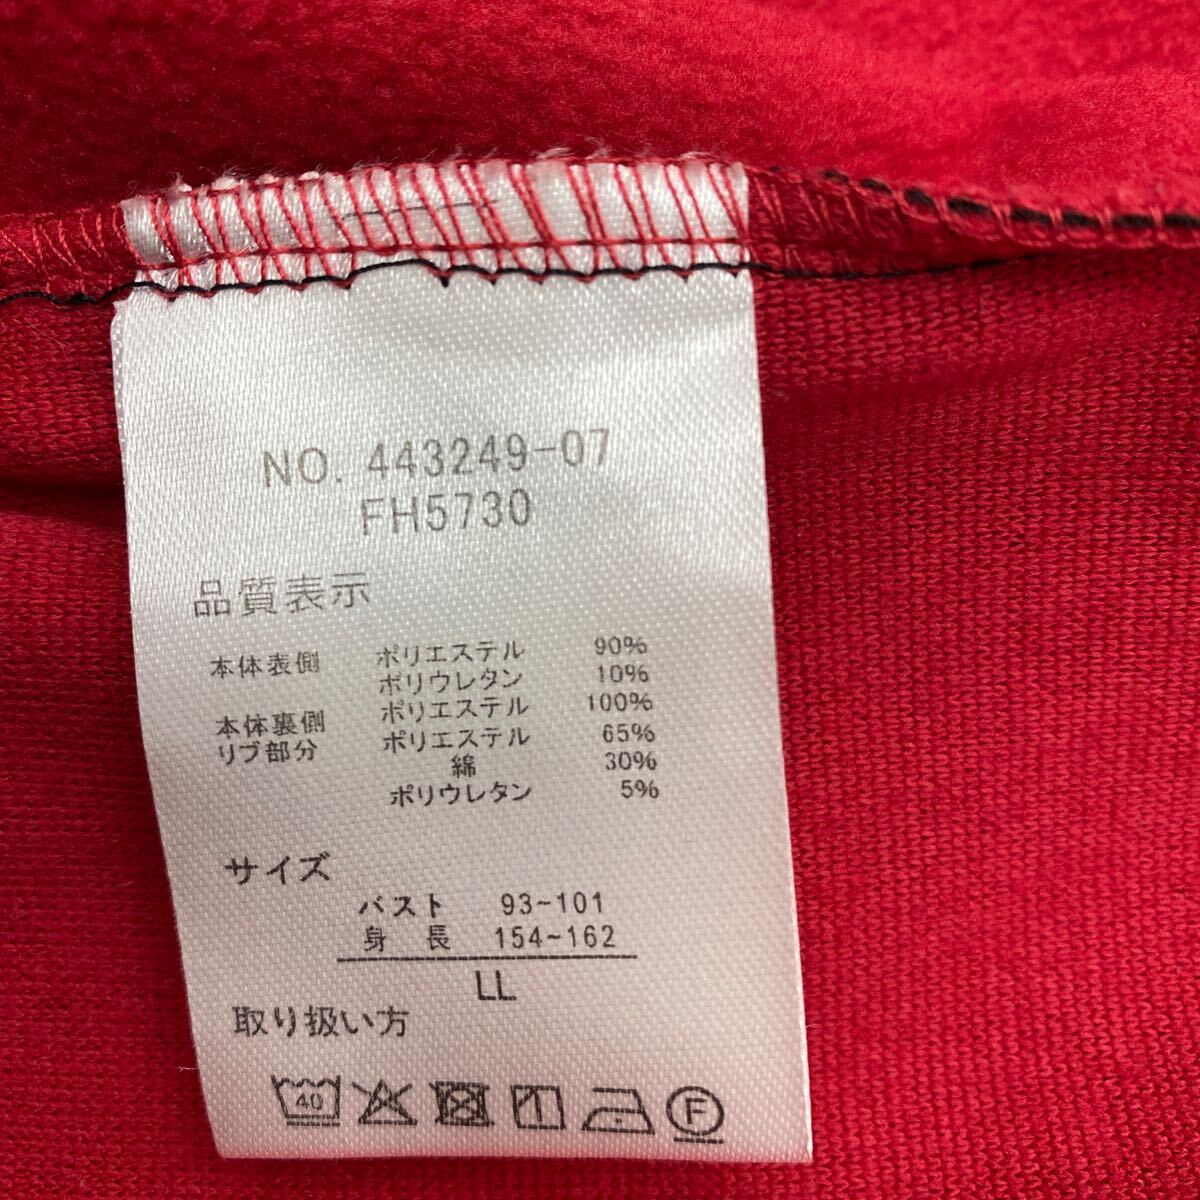 NO. 443249-07
FH5730
品質表示
本体表側 ポリエステル 90%
ポリウレタン 10%
本体裏側 ポリエステル 100%
リブ部分 ポリエステル 65%
綿 30%
ポリウレタン 5%
サイズ
バスト 93~101
身長 154~162
LL
取り扱い方
40 F